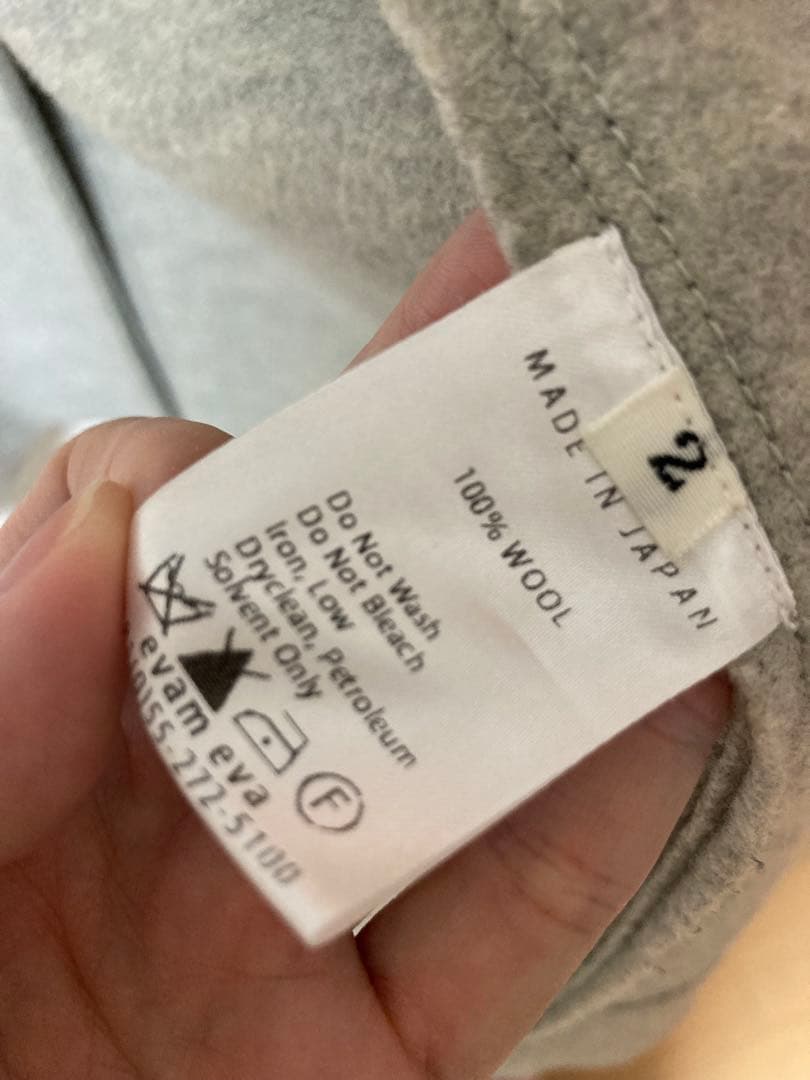 2
MADE IN JAPAN
100% WOOL
Do Not Wash
Do Not Bleach
Iron, Low
Dryclean, Petroleum
Solvent Only
F
evam eva
55-272-5100